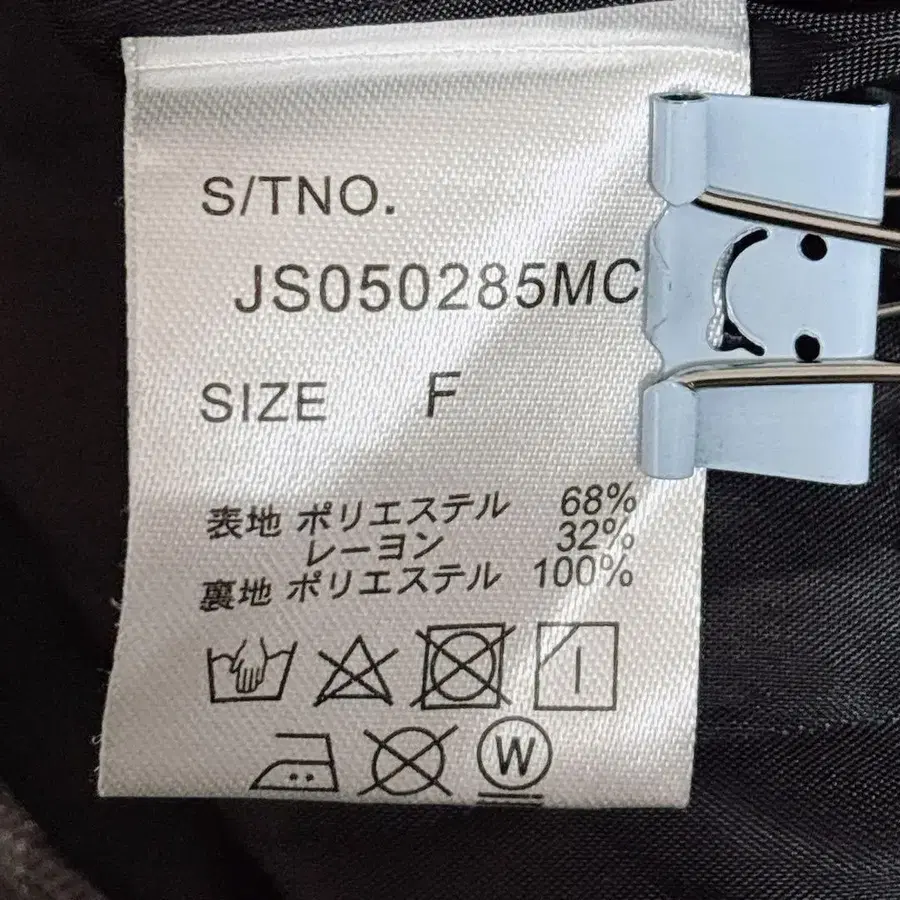 S/TNO.
JS050285MC
SIZE F
表地 ポリエステル 68%
レーヨン 32%
裏地 ポリエステル 100%
W